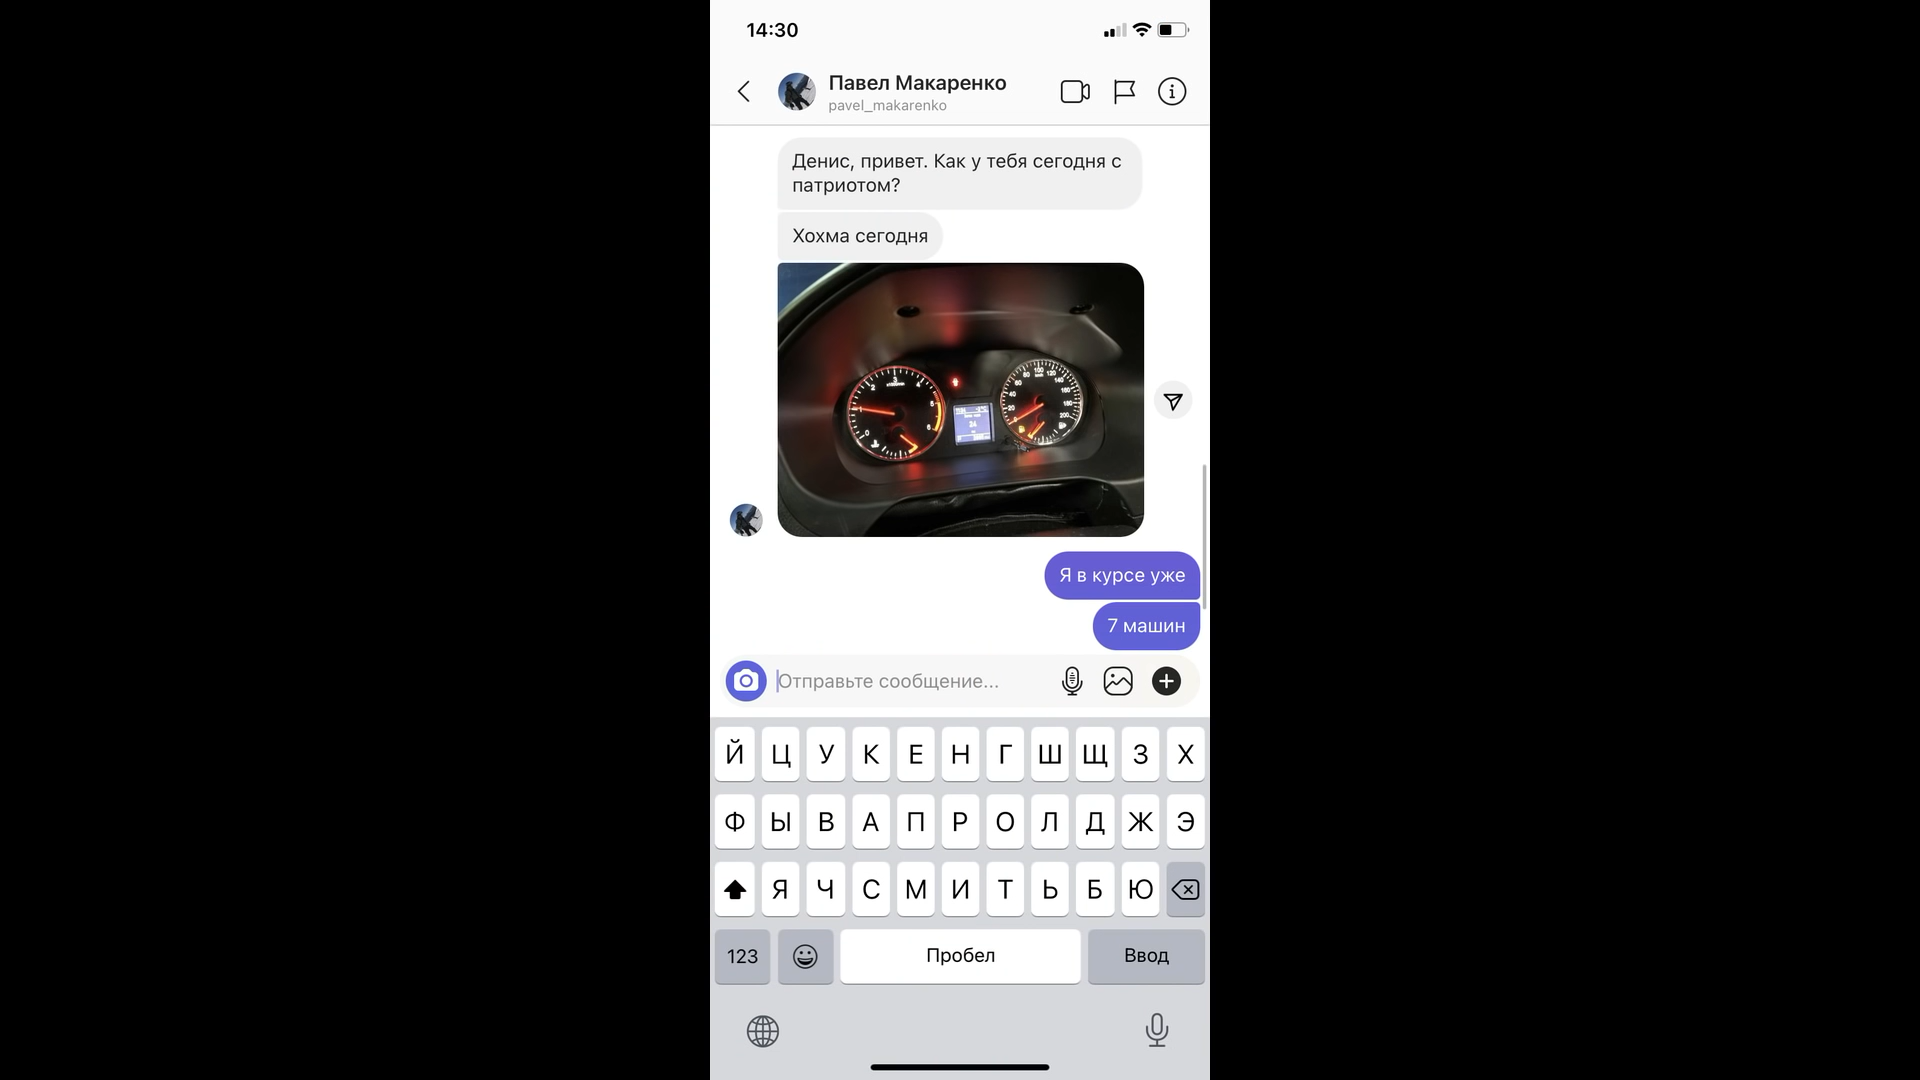 14:30
Павел Макаренко
pavel_makarenko
Денис, привет. Как у тебя сегодня с
патриотом?
Хохма сегодня
Я в курсе уже
7 машин
Отправьте сообщение...
Й Ц У К Е Н Г Ш Щ З Х
Ф Ы В А П Р О Л Д Ж Э
Я Ч С М И Т Ь Б Ю
123 Пробел Ввод